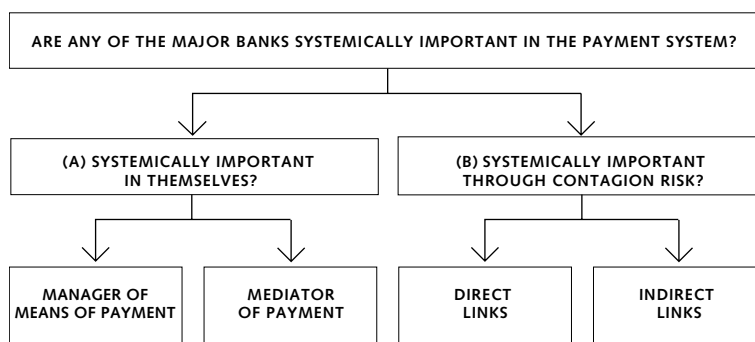 ARE ANY OF THE MAJOR BANKS SYSTEMICALLY IMPORTANT IN THE PAYMENT SYSTEM?
(A) SYSTEMICALLY IMPORTANT
IN THEMSELVES?
(B) SYSTEMICALLY IMPORTANT
THROUGH CONTAGION RISK?
MANAGER OF
MEANS OF PAYMENT
MEDIATOR
OF PAYMENT
DIRECT
LINKS
INDIRECT
LINKS